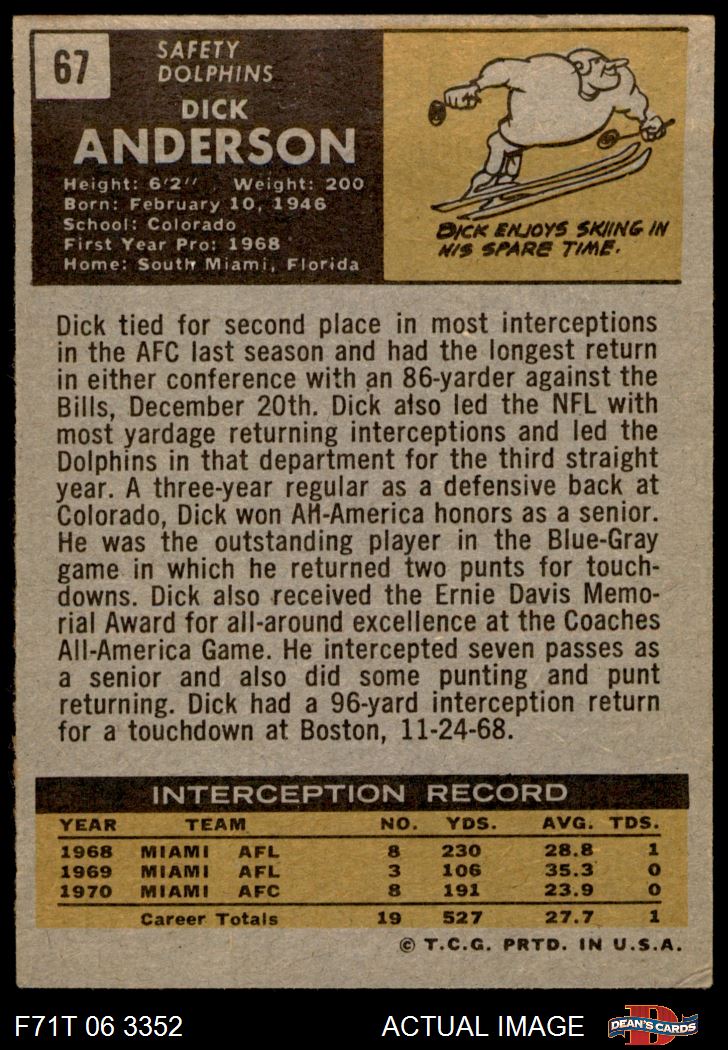 67
SAFETY
DOLPHINS
DICK
ANDERSON
Height: 6'2" Weight: 200
Born: February 10, 1946
School: Colorado
First Year Pro: 1968
Home: South Miami, Florida
DICK ENJOYS SKIING IN
HIS SPARE TIME.
Dick tied for second place in most interceptions
in the AFC last season and had the longest return
in either conference with an 86-yarder against the
Bills, December 20th. Dick also led the NFL with
most yardage returning interceptions and led the
Dolphins in that department for the third straight
year. A three-year regular as a defensive back at
Colorado, Dick won All-America honors as a senior.
He was the outstanding player in the Blue-Gray
game in which he returned two punts for touch-
downs. Dick also received the Ernie Davis Memo-
rial Award for all-around excellence at the Coaches
All-America Game. He intercepted seven passes as
a senior and also did some punting and punt
returning. Dick had a 96-yard interception return
for a touchdown at Boston, 11-24-68.
INTERCEPTION RECORD
YEAR TEAM NO. YDS. AVG. TDS.
1968 MIAMI AFL 8 230 28.8 1
1969 MIAMI AFL 3 106 35.3 0
1970 MIAMI AFC 8 191 23.9 0
Career Totals 19 527 27.7 1
© T.C.G. PRTD. IN U.S.A.
F71T 06 3352 ACTUAL IMAGE
D
DEAN'S CARDS